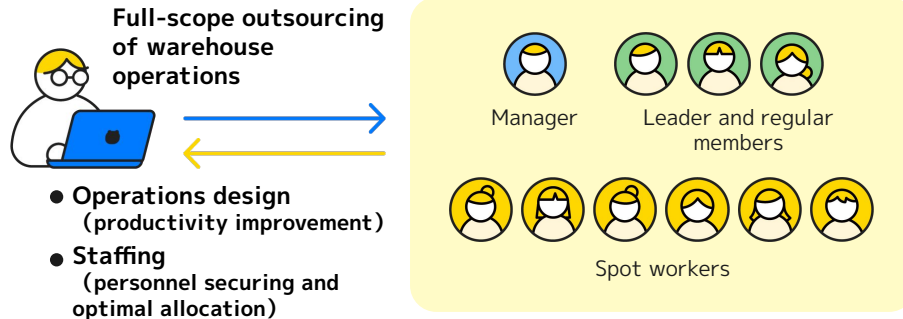 Full-scope outsourcing
of warehouse
operations
Manager
Leader and regular
members
● Operations design
（productivity improvement）
● Staffing
（personnel securing and
optimal allocation）
Spot workers